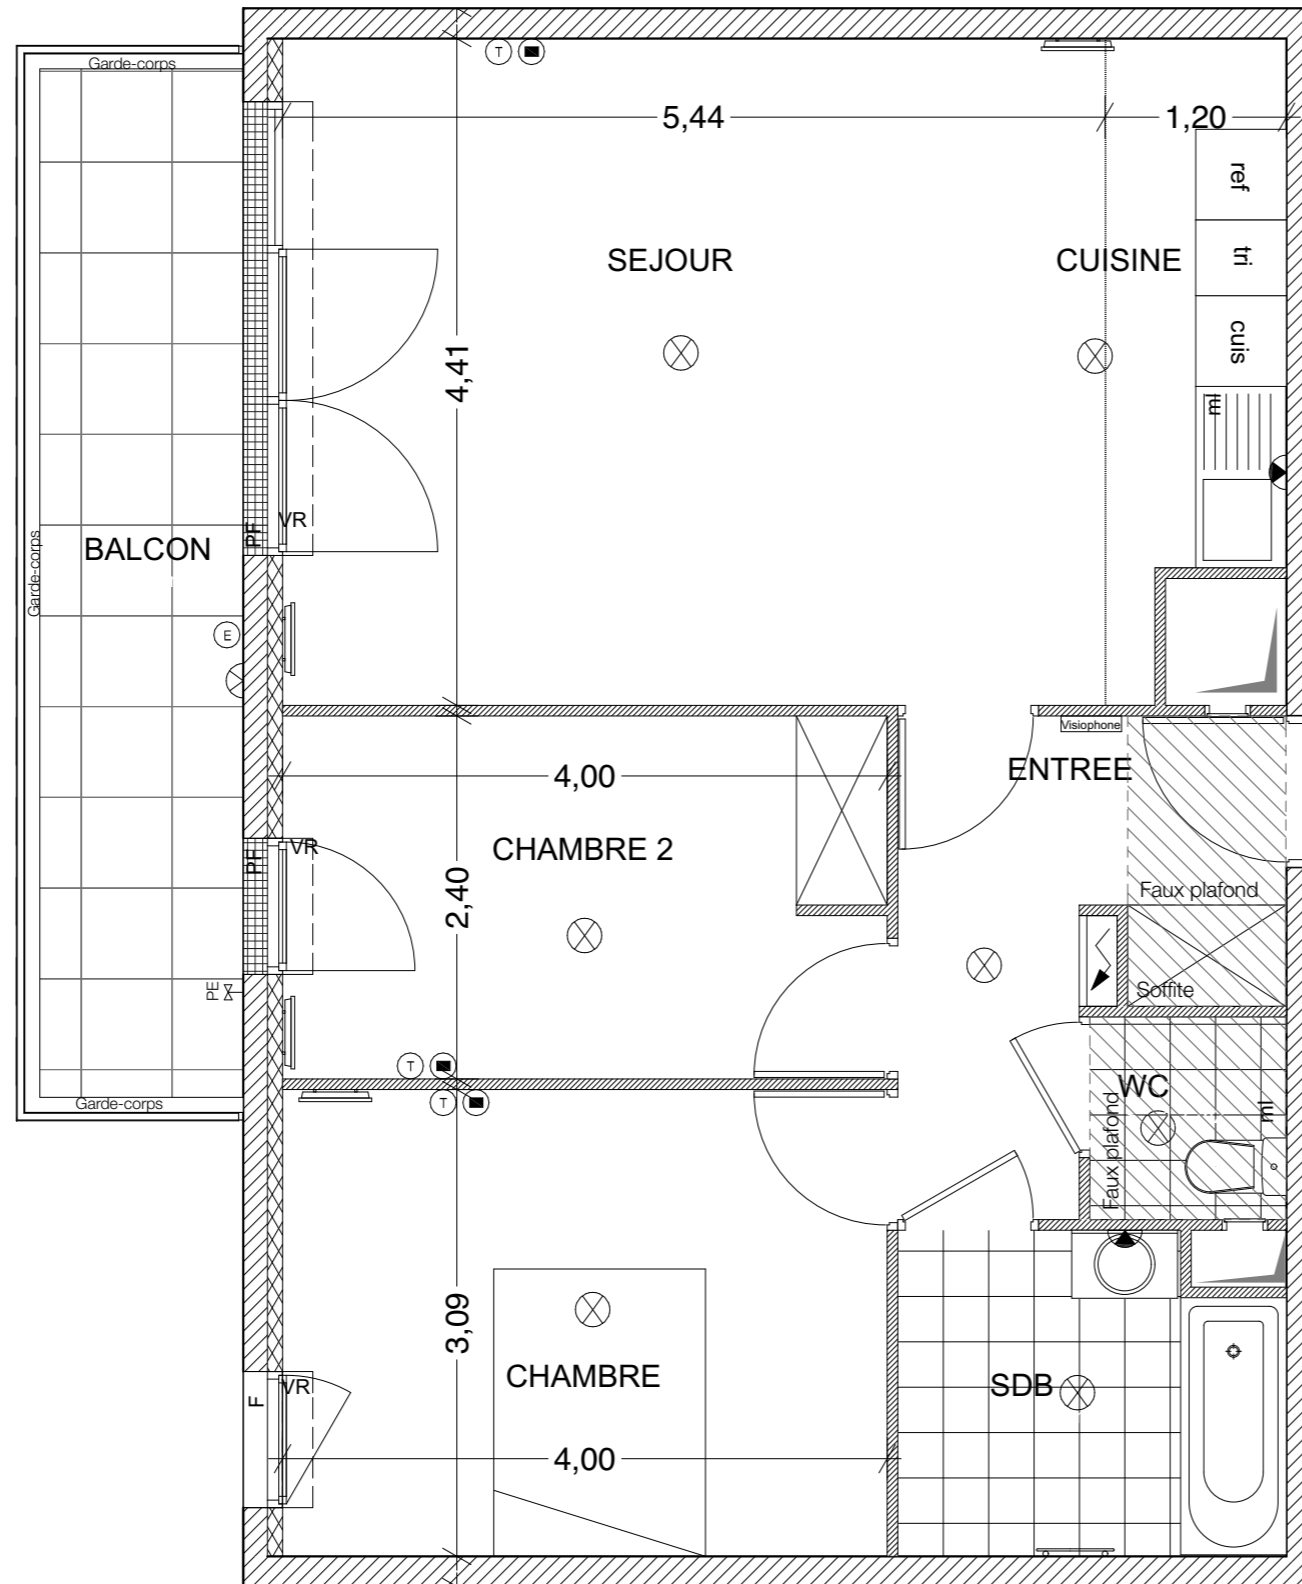 Garde-corps
T
5,44
1,20
ref
SEJOUR
CUISINE
tri
cuis
4,41
ml
VR
PF
BALCON
Garde-corps
E
Visiophone
4,00
ENTREE
CHAMBRE 2
VR
PF
2,40
Faux plafond
Soffite
PE
T
T
WC
ml
Faux plafond
Garde-corps
3,09
CHAMBRE
SDB
VR
F
4,00